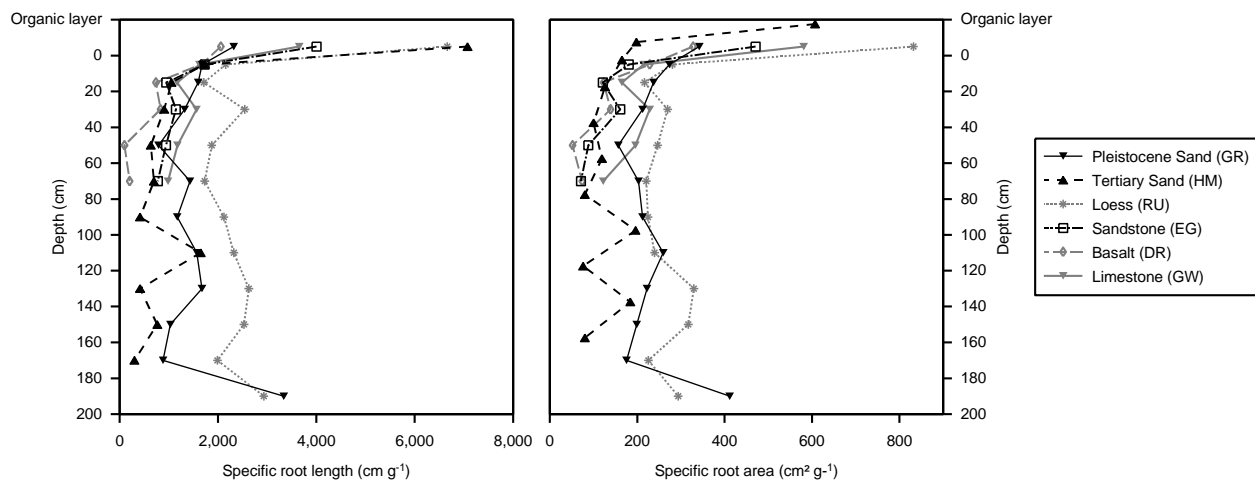 Organic layer
0
20
40
60
80
100
120
140
160
180
200
Depth (cm)
0
2,000
4,000
6,000
8,000
Specific root length (cm g-1)
0
200
400
600
800
Specific root area (cm² g-1)
Organic layer
0
20
40
60
80
100
120
140
160
180
200
Depth (cm)
Pleistocene Sand (GR)
Tertiary Sand (HM)
Loess (RU)
Sandstone (EG)
Basalt (DR)
Limestone (GW)